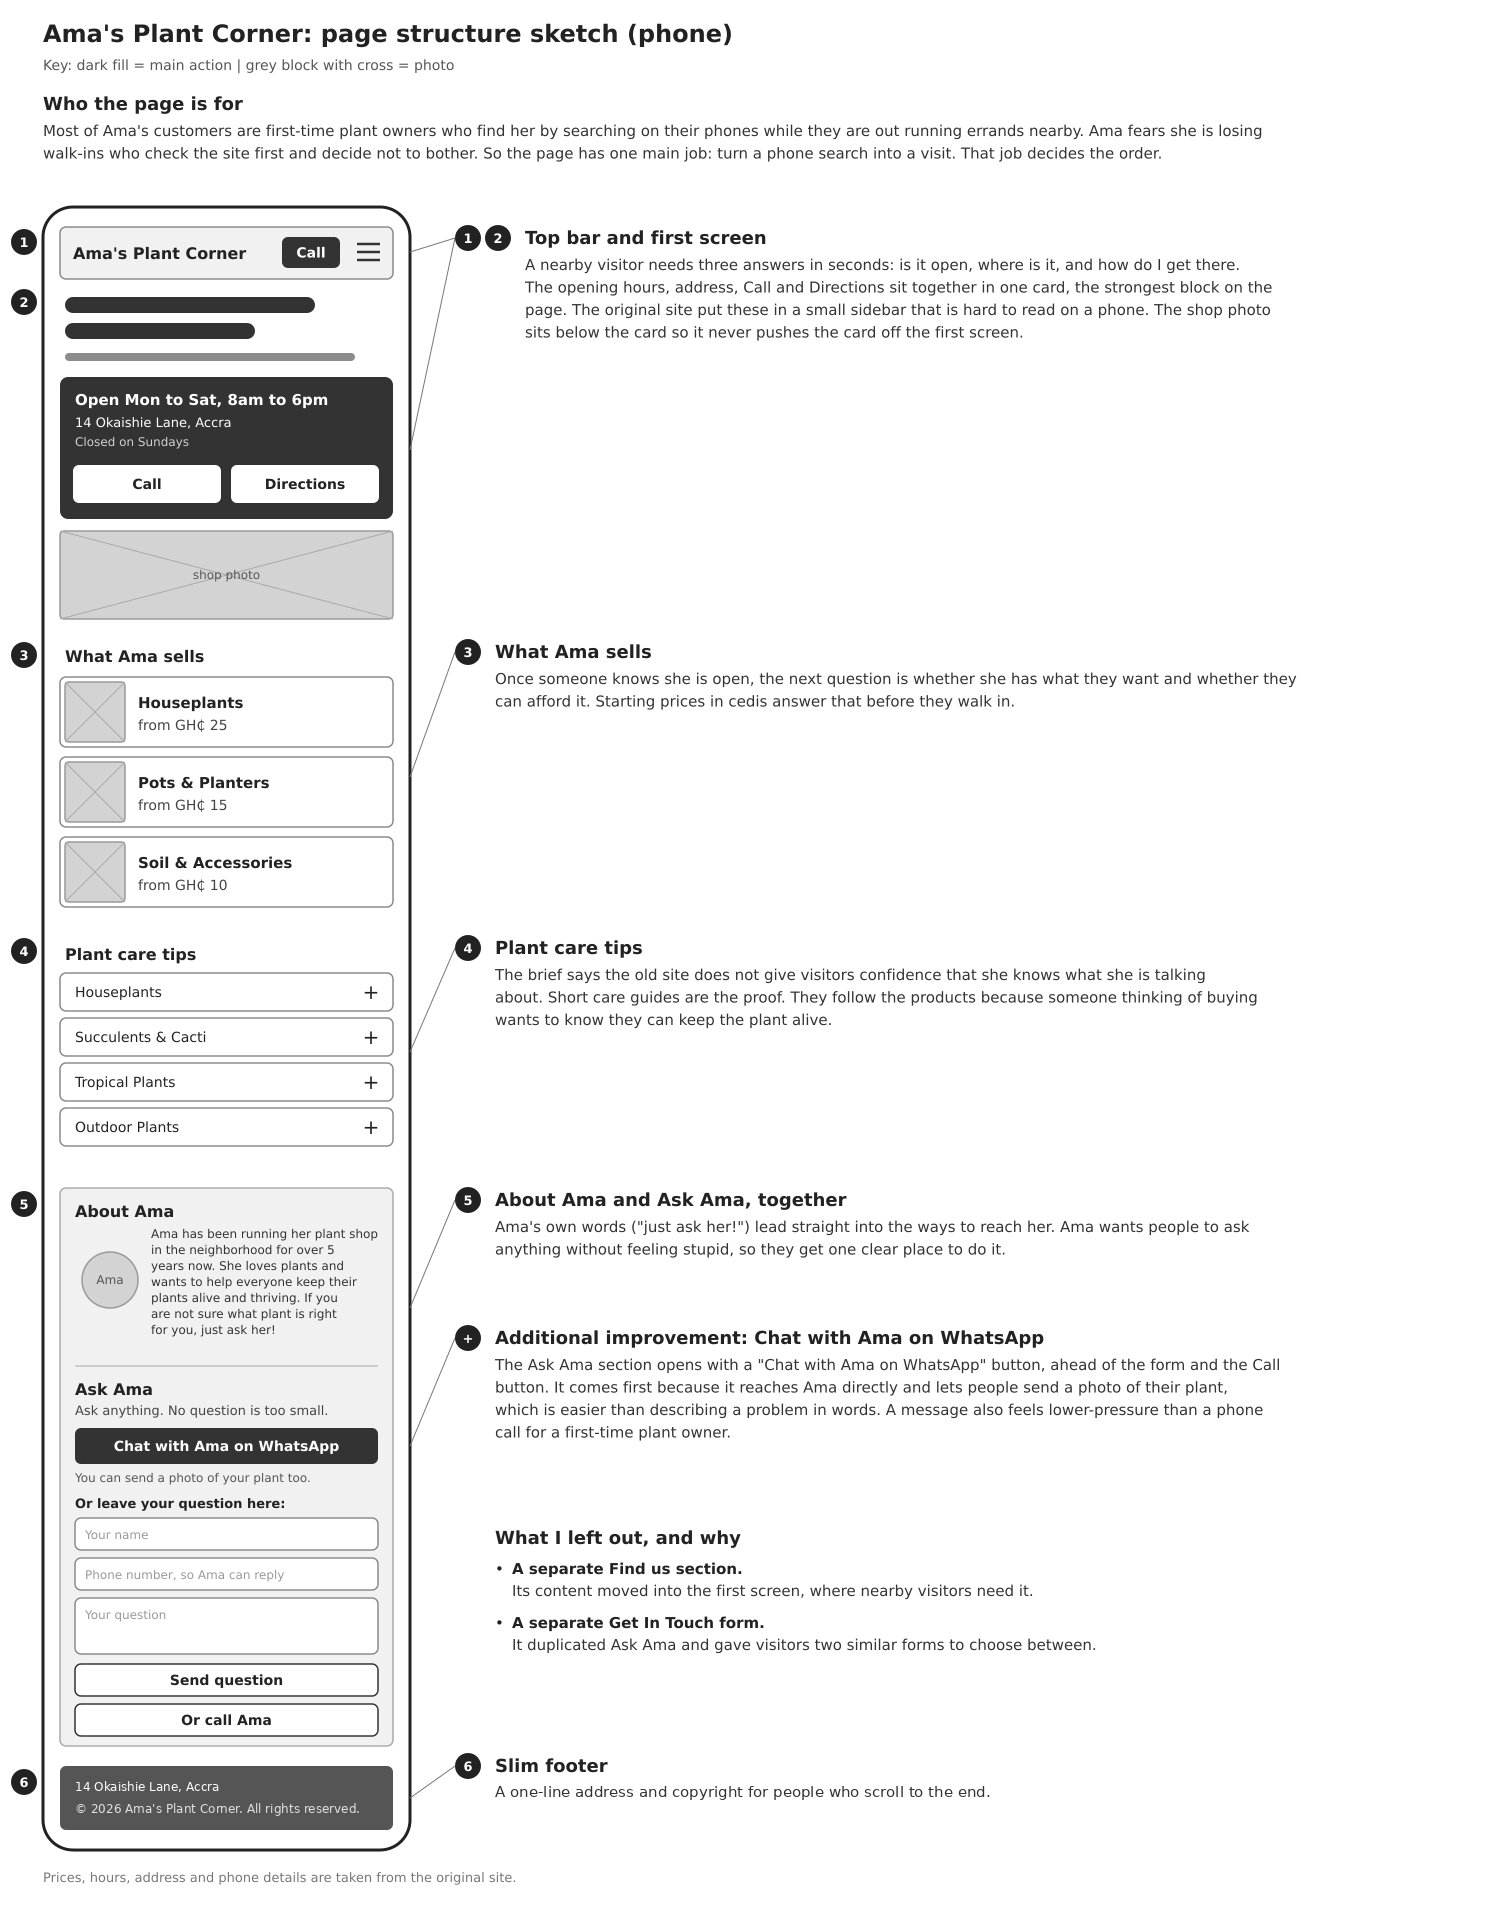 Ama's Plant Corner: page structure sketch (phone)
Key: dark fill = main action | grey block with cross = photo
Who the page is for
Most of Ama's customers are first-time plant owners who find her by searching on their phones while they are out running errands nearby. Ama fears she is losing
walk-ins who check the site first and decide not to bother. So the page has one main job: turn a phone search into a visit. That job decides the order.
1
Ama's Plant Corner
Call
2
Open Mon to Sat, 8am to 6pm
14 Okaishie Lane, Accra
Closed on Sundays
Call
Directions
shop photo
1 2 Top bar and first screen
A nearby visitor needs three answers in seconds: is it open, where is it, and how do I get there.
The opening hours, address, Call and Directions sit together in one card, the strongest block on the
page. The original site put these in a small sidebar that is hard to read on a phone. The shop photo
sits below the card so it never pushes the card off the first screen.
3
What Ama sells
Houseplants
from GH₵ 25
Pots & Planters
from GH₵ 15
Soil & Accessories
from GH₵ 10
3 What Ama sells
Once someone knows she is open, the next question is whether she has what they want and whether they
can afford it. Starting prices in cedis answer that before they walk in.
4
Plant care tips
Houseplants +
Succulents & Cacti +
Tropical Plants +
Outdoor Plants +
4 Plant care tips
The brief says the old site does not give visitors confidence that she knows what she is talking
about. Short care guides are the proof. They follow the products because someone thinking of buying
wants to know they can keep the plant alive.
5
About Ama
Ama
Ama has been running her plant shop
in the neighborhood for over 5
years now. She loves plants and
wants to help everyone keep their
plants alive and thriving. If you
are not sure what plant is right
for you, just ask her!
Ask Ama
Ask anything. No question is too small.
Chat with Ama on WhatsApp
You can send a photo of your plant too.
Or leave your question here:
Your name
Phone number, so Ama can reply
Your question
Send question
Or call Ama
5 About Ama and Ask Ama, together
Ama's own words ("just ask her!") lead straight into the ways to reach her. Ama wants people to ask
anything without feeling stupid, so they get one clear place to do it.
+ Additional improvement: Chat with Ama on WhatsApp
The Ask Ama section opens with a "Chat with Ama on WhatsApp" button, ahead of the form and the Call
button. It comes first because it reaches Ama directly and lets people send a photo of their plant,
which is easier than describing a problem in words. A message also feels lower-pressure than a phone
call for a first-time plant owner.
What I left out, and why
• A separate Find us section.
Its content moved into the first screen, where nearby visitors need it.
• A separate Get In Touch form.
It duplicated Ask Ama and gave visitors two similar forms to choose between.
6
14 Okaishie Lane, Accra
© 2026 Ama's Plant Corner. All rights reserved.
6 Slim footer
A one-line address and copyright for people who scroll to the end.
Prices, hours, address and phone details are taken from the original site.